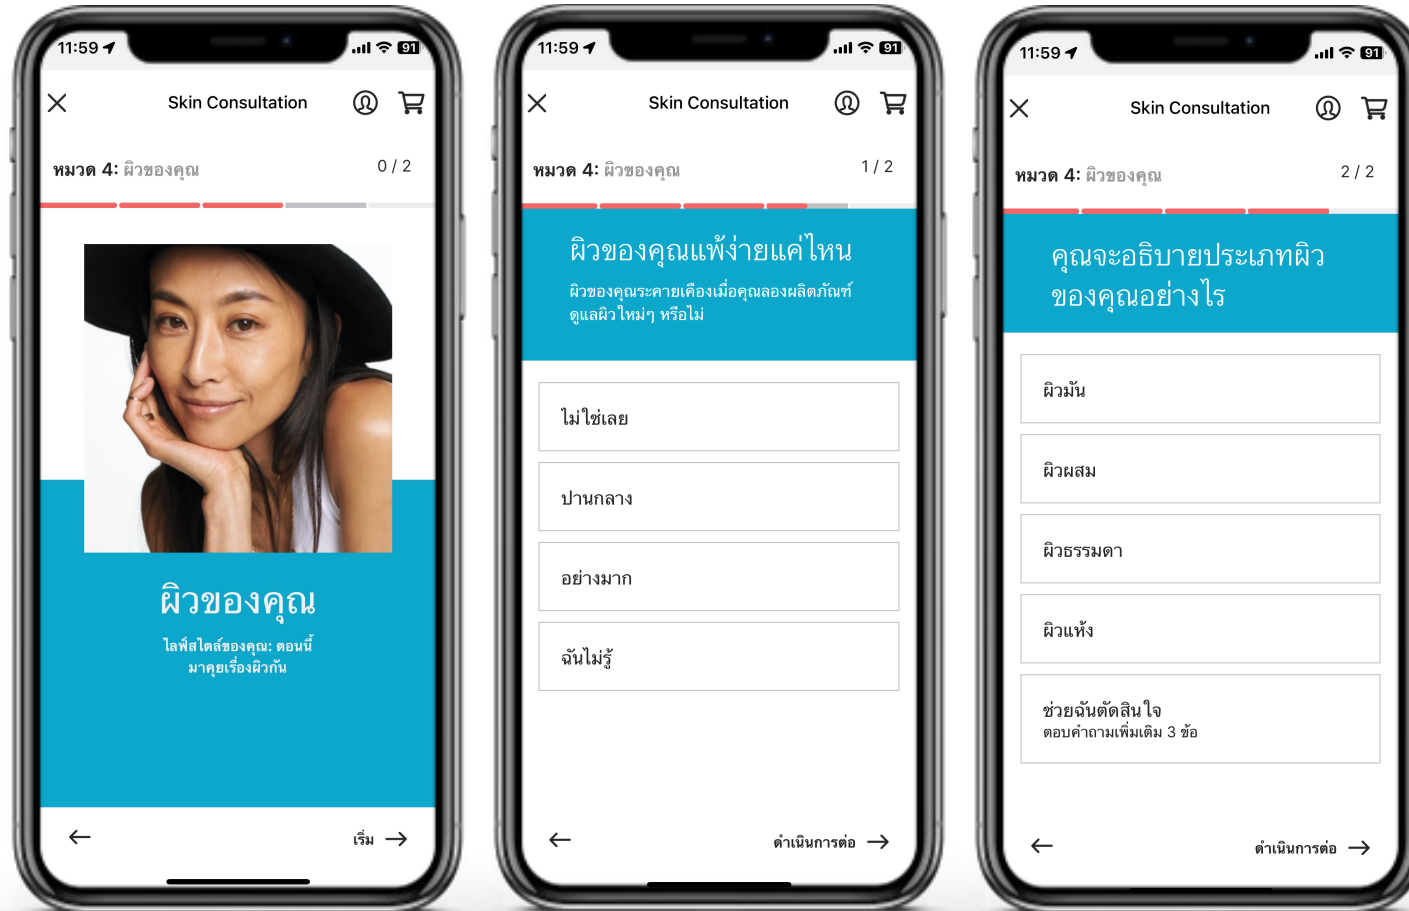 11:59
91
Skin Consultation
หมวด 4: ผิวของคุณ
0 / 2
ผิวของคุณ
ไลฟ์สไตล์ของคุณ: ตอนนี้
มาคุยเรื่องผิวกัน
เริ่ม
11:59
91
Skin Consultation
หมวด 4: ผิวของคุณ
1 / 2
ผิวของคุณแพ้ง่ายแค่ไหน
ผิวของคุณระคายเคืองเมื่อคุณลองผลิตภัณฑ์
ดูแลผิวใหม่ๆ หรือไม่
ไม่ใช่เลย
ปานกลาง
อย่างมาก
ฉันไม่รู้
ดำเนินการต่อ
11:59
91
Skin Consultation
หมวด 4: ผิวของคุณ
2 / 2
คุณจะอธิบายประเภทผิว
ของคุณอย่างไร
ผิวมัน
ผิวผสม
ผิวธรรมดา
ผิวแห้ง
ช่วยฉันตัดสินใจ
ตอบคำถามเพิ่มเติม 3 ข้อ
ดำเนินการต่อ